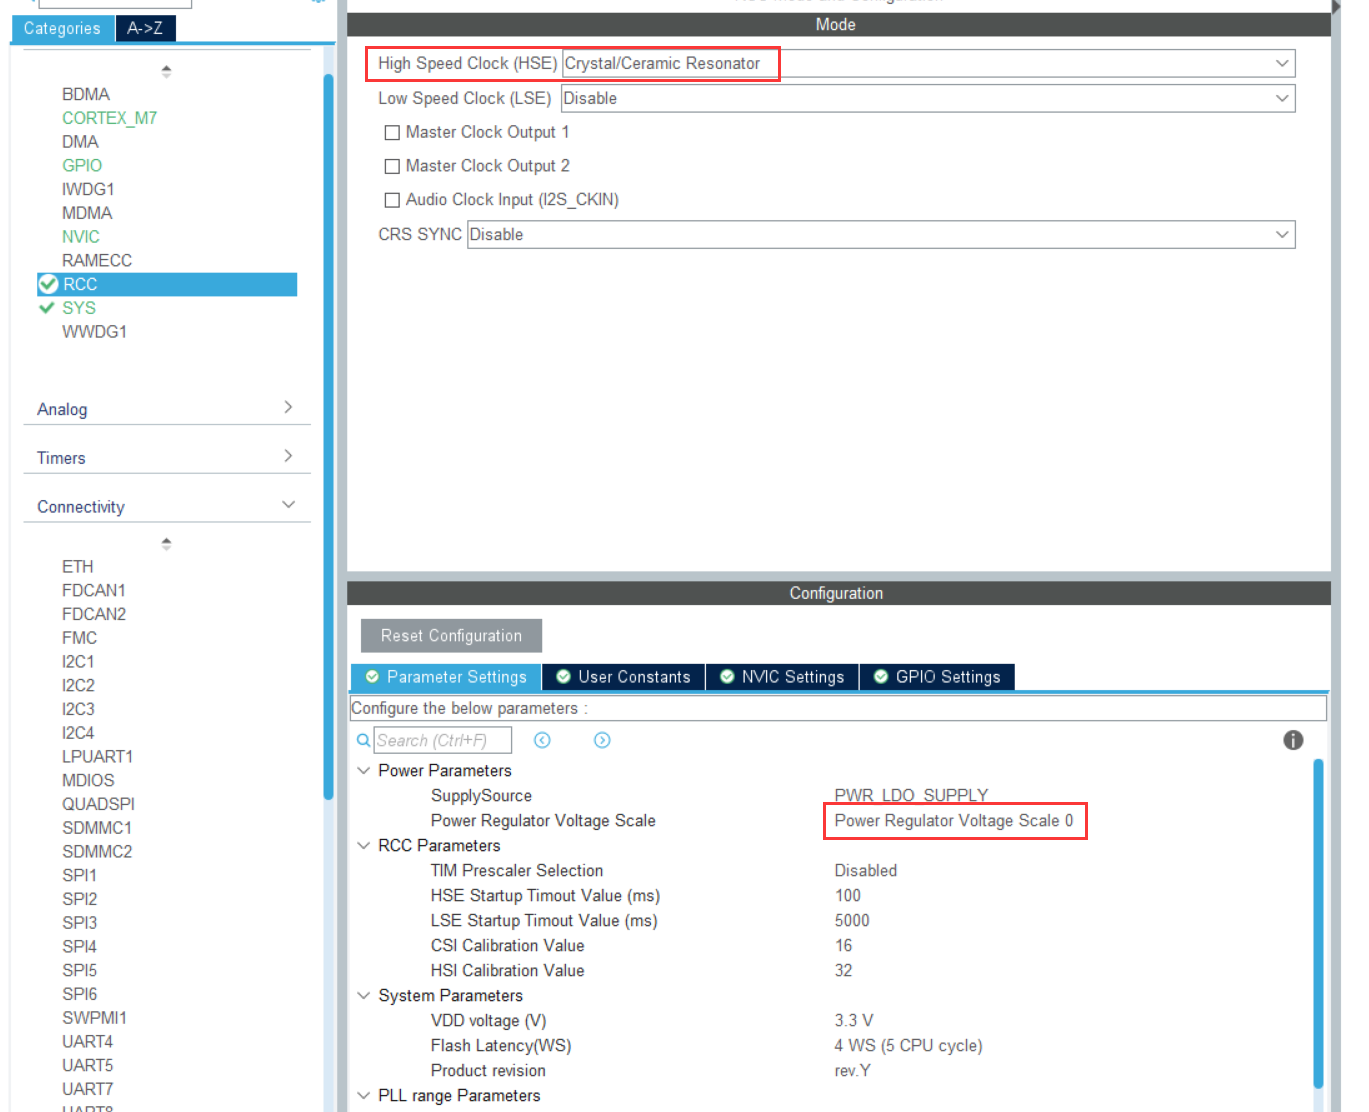 Categories
A->Z
BDMA
CORTEX_M7
DMA
GPIO
IWDG1
MDMA
NVIC
RAMECC
RCC
SYS
WWDG1
Analog
Timers
Connectivity
ETH
FDCAN1
FDCAN2
FMC
I2C1
I2C2
I2C3
I2C4
LPUART1
MDIOS
QUADSPI
SDMMC1
SDMMC2
SPI1
SPI2
SPI3
SPI4
SPI5
SPI6
SWPMI1
UART4
UART5
UART7
Mode
High Speed Clock (HSE) Crystal/Ceramic Resonator
Low Speed Clock (LSE) Disable
Master Clock Output 1
Master Clock Output 2
Audio Clock Input (I2S_CKIN)
CRS SYNC Disable
Configuration
Reset Configuration
Parameter Settings
User Constants
NVIC Settings
GPIO Settings
Configure the below parameters :
Search (Ctrl+F)
Power Parameters
SupplySource PWR_LDO_SUPPLY
Power Regulator Voltage Scale Power Regulator Voltage Scale 0
RCC Parameters
TIM Prescaler Selection Disabled
HSE Startup Timout Value (ms) 100
LSE Startup Timout Value (ms) 5000
CSI Calibration Value 16
HSI Calibration Value 32
System Parameters
VDD voltage (V) 3.3 V
Flash Latency(WS) 4 WS (5 CPU cycle)
Product revision rev.Y
PLL range Parameters